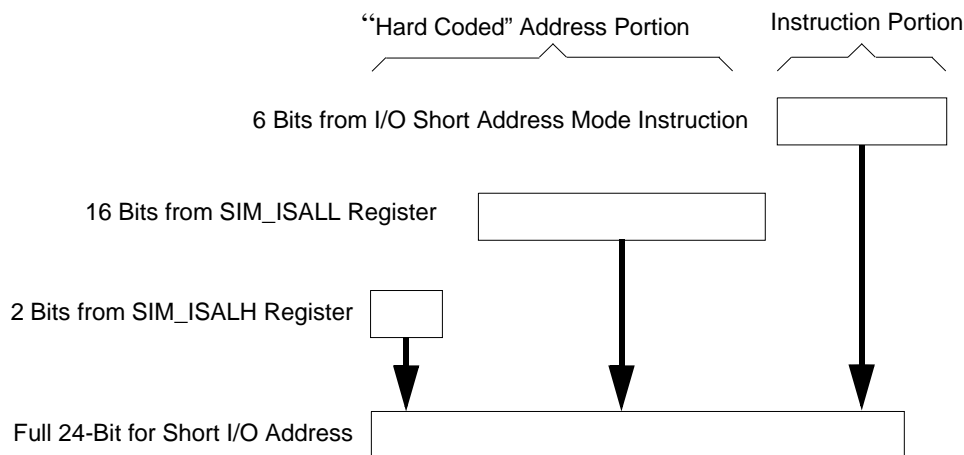 “Hard Coded” Address Portion
Instruction Portion
6 Bits from I/O Short Address Mode Instruction
16 Bits from SIM_ISALL Register
2 Bits from SIM_ISALH Register
Full 24-Bit for Short I/O Address